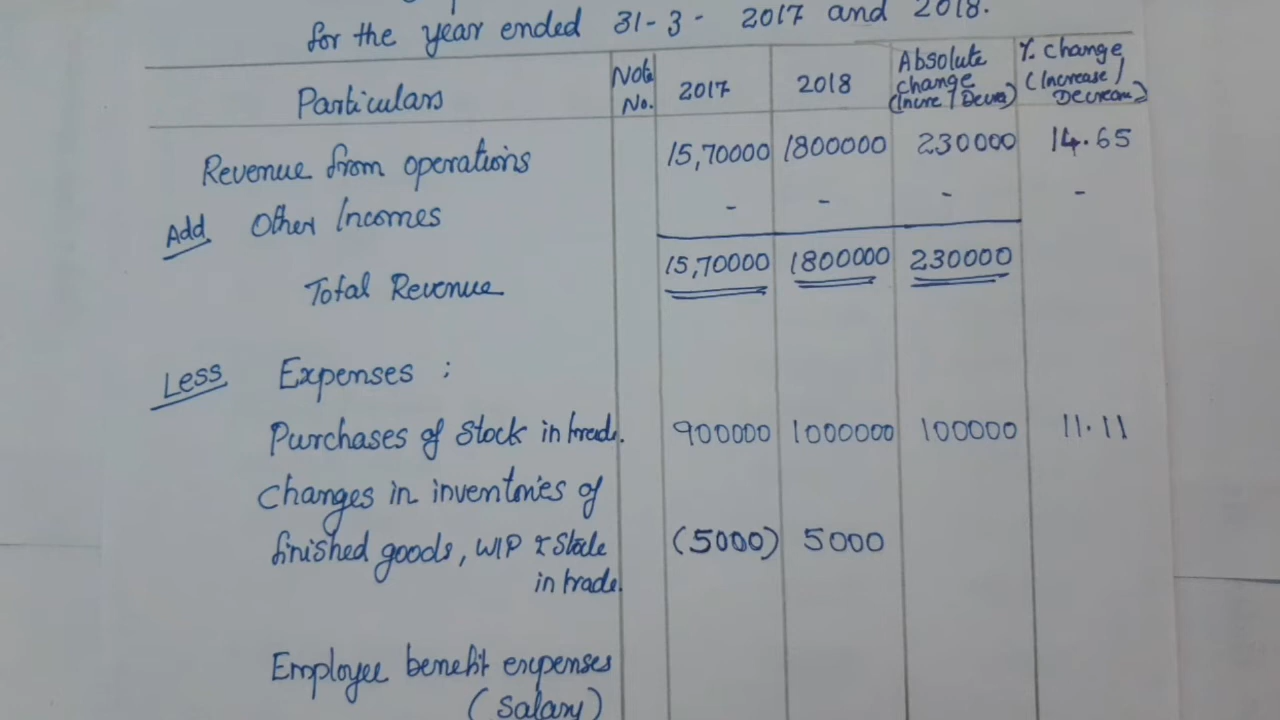 for the year ended 31-3- 2017 and 2018.
Particulars Note No. 2017 2018 Absolute change (Incre/Decre) % change (Increase/Decrease)
Revenue from operations 15,70000 1800000 230000 14.65
Add Other Incomes - - - -
Total Revenue 15,70000 1800000 230000
Less Expenses :
Purchases of Stock in trade. 900000 1000000 100000 11.11
Changes in inventories of
finished goods, WIP & Stock (5000) 5000
in trade.
Employee benefit expenses
(Salary)